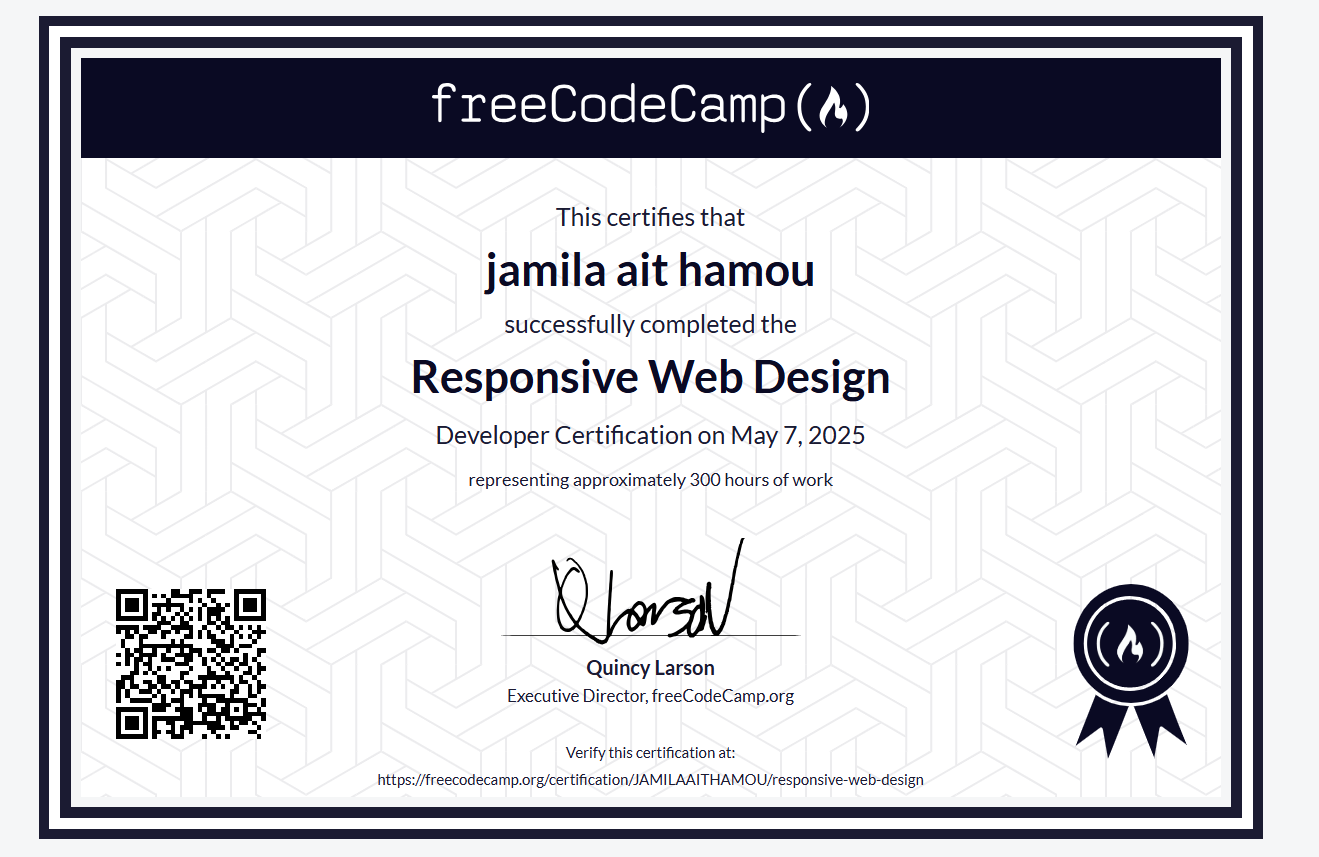 freeCodeCamp
This certifies that
jamila ait hamou
successfully completed the
Responsive Web Design
Developer Certification on May 7, 2025
representing approximately 300 hours of work
Quincy Larson
Executive Director, freeCodeCamp.org
Verify this certification at:
https://freecodecamp.org/certification/JAMILAAITHAMOU/responsive-web-design